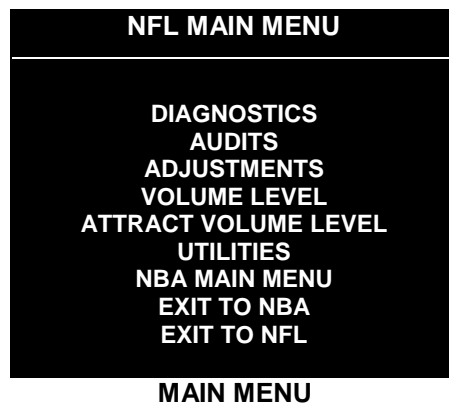 NFL MAIN MENU
DIAGNOSTICS
AUDITS
ADJUSTMENTS
VOLUME LEVEL
ATTRACT VOLUME LEVEL
UTILITIES
NBA MAIN MENU
EXIT TO NBA
EXIT TO NFL
MAIN MENU